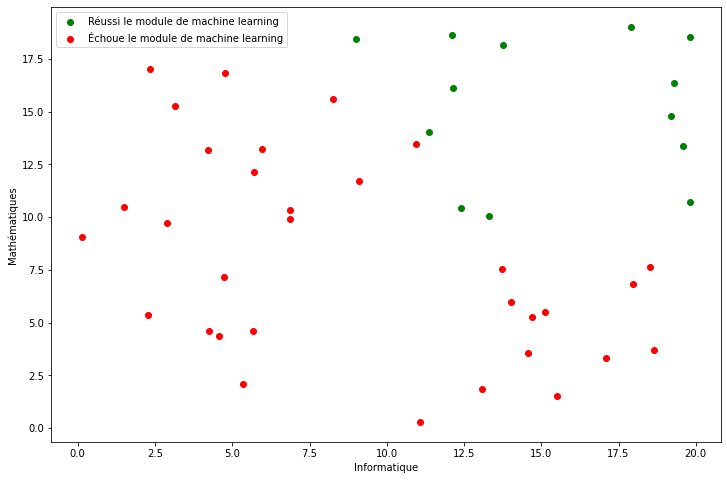 Réussi le module de machine learning
Échoue le module de machine learning
Mathématiques
17.5
15.0
12.5
10.0
7.5
5.0
2.5
0.0
0.0 2.5 5.0 7.5 10.0 12.5 15.0 17.5 20.0
Informatique